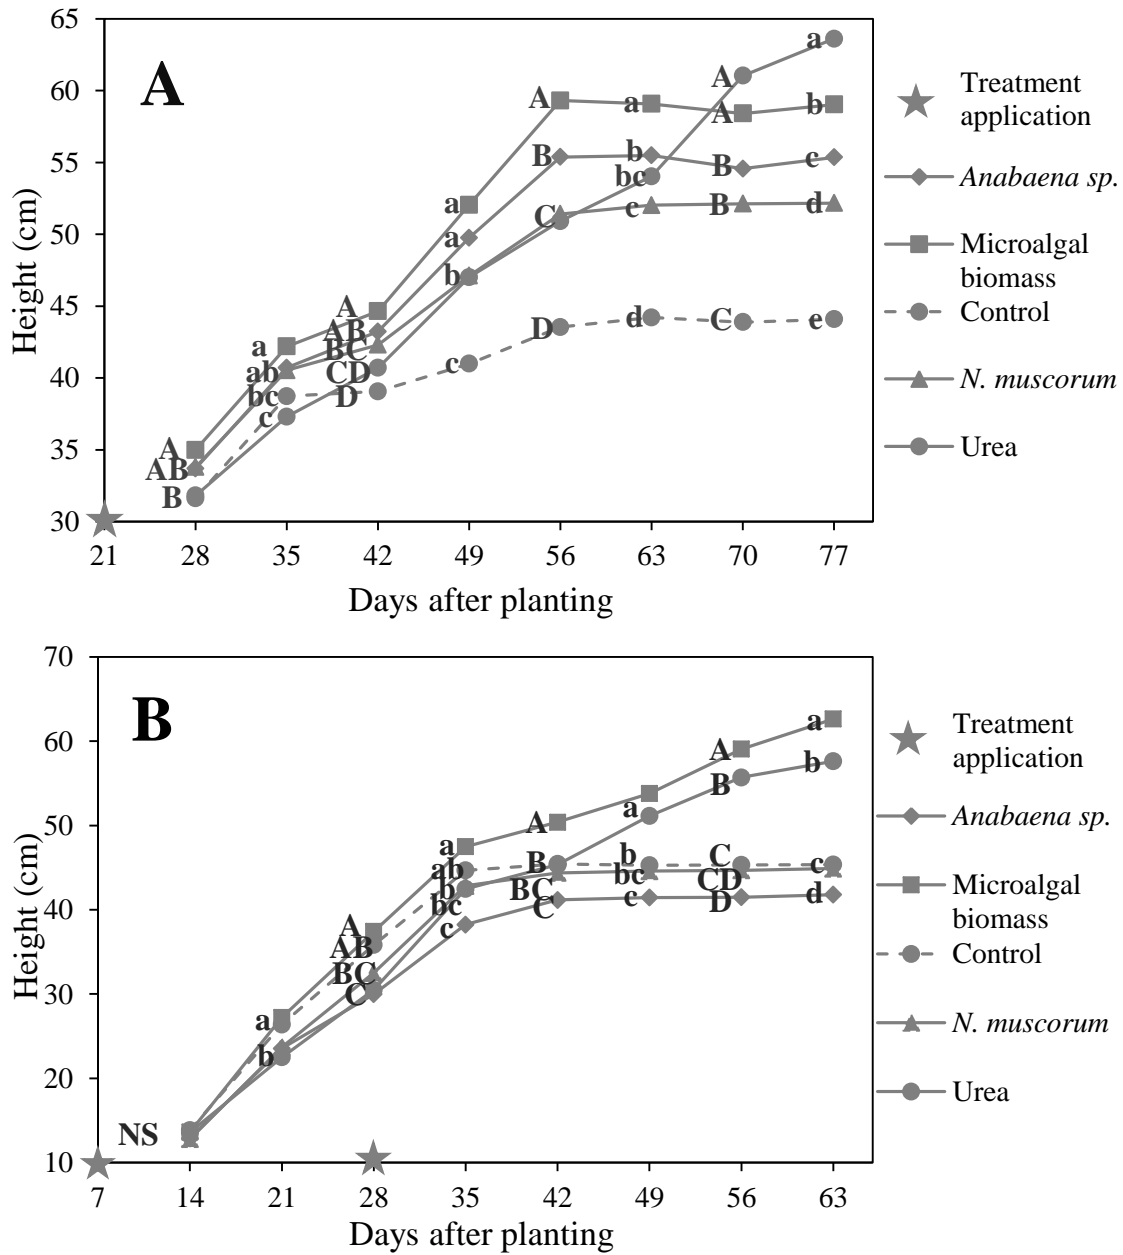 65
60
55
50
45
40
35
30
Height (cm)
A
A
AB
B
a
ab
bc
c
A
AB
BC
CD
D
a
a
b
c
A
B
C
D
a
b
bc
c
d
A
A
B
B
C
a
b
c
d
e
21 28 35 42 49 56 63 70 77
Days after planting
Treatment
application
Anabaena sp.
Microalgal
biomass
Control
N. muscorum
Urea
70
60
50
40
30
20
10
Height (cm)
B
NS
a
b
A
AB
BC
C
a
ab
b
bc
c
A
B
BC
C
a
b
bc
c
A
B
C
CD
D
a
b
c
d
7 14 21 28 35 42 49 56 63
Days after planting
Treatment
application
Anabaena sp.
Microalgal
biomass
Control
N. muscorum
Urea